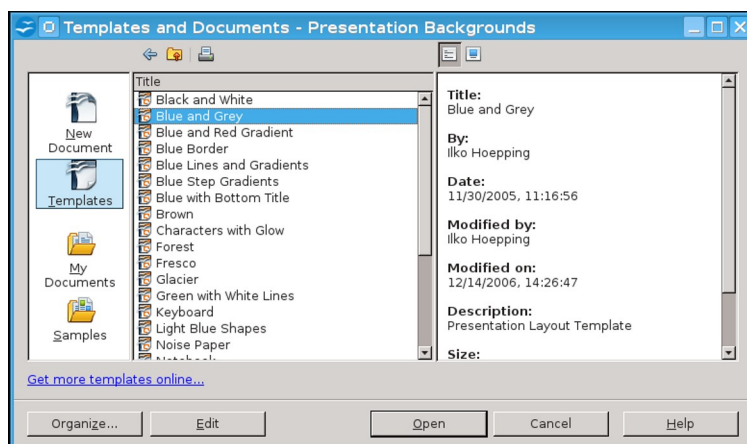 Templates and Documents - Presentation Backgrounds
New
Document
Templates
My
Documents
Samples
Title
Black and White
Blue and Grey
Blue and Red Gradient
Blue Border
Blue Lines and Gradients
Blue Step Gradients
Blue with Bottom Title
Brown
Characters with Glow
Forest
Fresco
Glacier
Green with White Lines
Keyboard
Light Blue Shapes
Noise Paper
Title:
Blue and Grey
By:
Ilko Hoepping
Date:
11/30/2005, 11:16:56
Modified by:
Ilko Hoepping
Modified on:
12/14/2006, 14:26:47
Description:
Presentation Layout Template
Size:
Get more templates online...
Organize...
Edit
Open
Cancel
Help